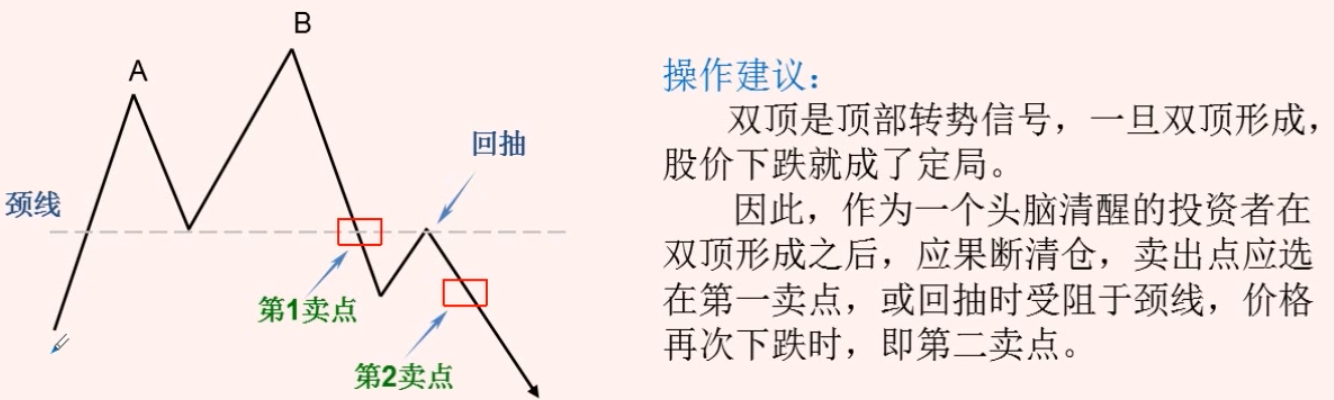 B
A
回抽
颈线
第1卖点
第2卖点
操作建议：
双顶是顶部转势信号，一旦双顶形成，
股价下跌就成了定局。
因此，作为一个头脑清醒的投资者在
双顶形成之后，应果断清仓，卖出点应选
在第一卖点，或回抽时受阻于颈线，价格
再次下跌时，即第二卖点。